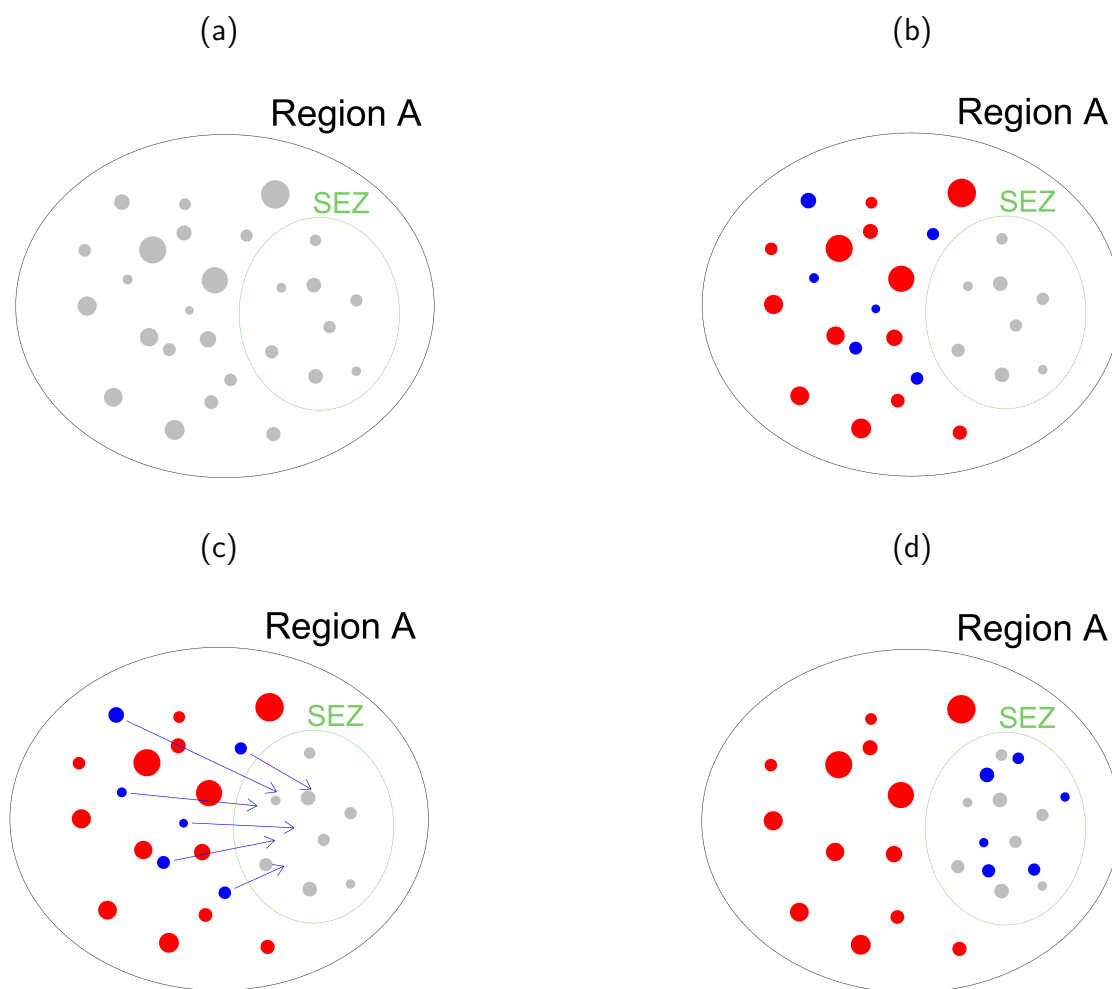 (a)
Region A
SEZ
(b)
Region A
SEZ
(c)
Region A
SEZ
(d)
Region A
SEZ